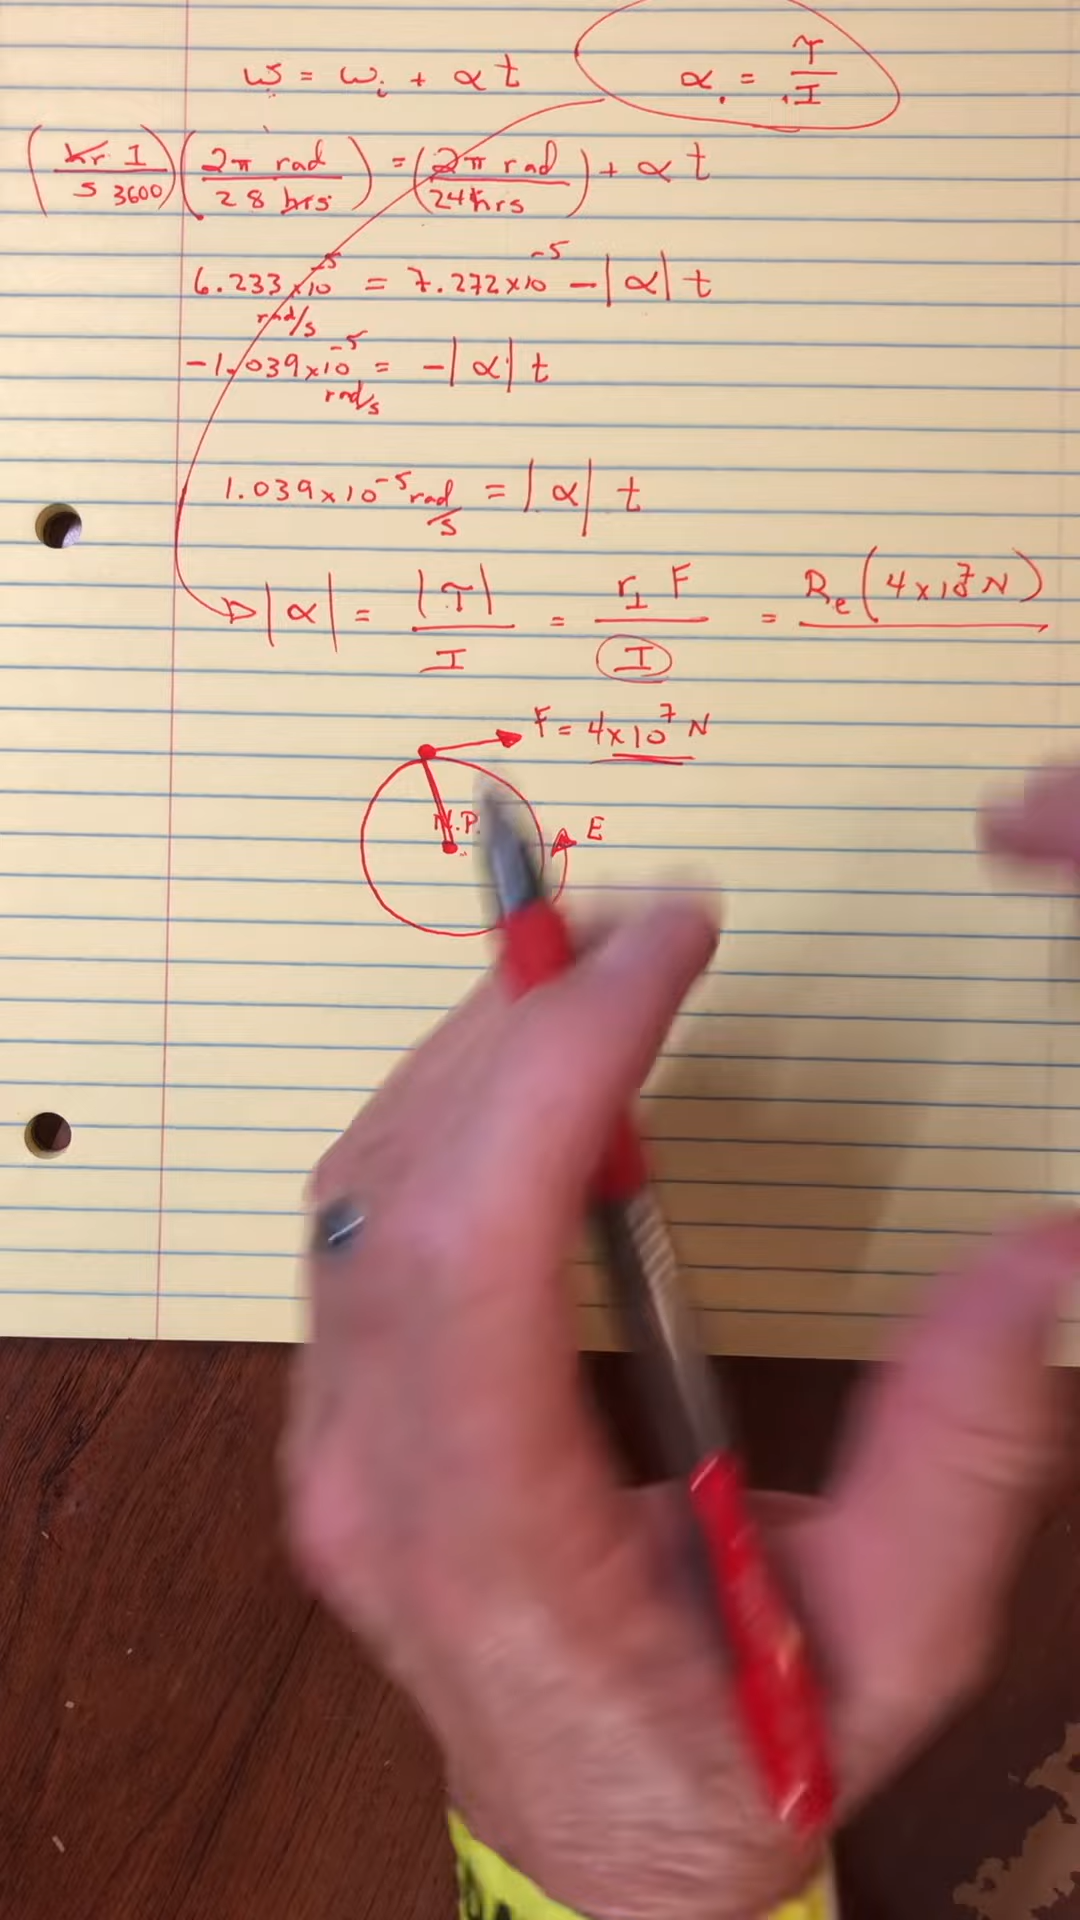 ω = ωi + αt    α = τ/I
(hr 1/s 3600)(2π rad/28 hrs) = (2π rad/24 hrs) + αt
6.233×10⁻⁵ rad/s = 7.272×10⁻⁵ - |α| t
-1.039×10⁻⁵ rad/s = -|α| t
1.039×10⁻⁵ rad/s = |α| t
|α| = |τ|/I = r⊥ F/I = Re (4×10⁷ N)
F = 4×10⁷ N
N.P.
E